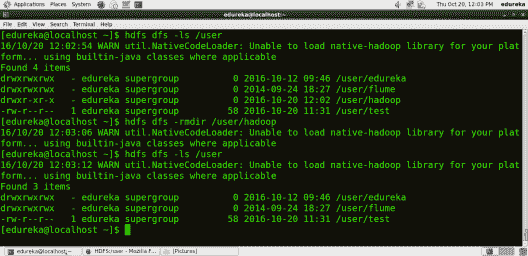 Applications Places System Thu Oct 20, 12:03 PM
edureka@localhost:~
File Edit View Search Terminal Help
[edureka@localhost ~]$ hdfs dfs -ls /user
16/10/20 12:02:54 WARN util.NativeCodeLoader: Unable to load native-hadoop library for your plat
form... using builtin-java classes where applicable
Found 4 items
drwxrwxrwx - edureka supergroup 0 2016-10-12 09:46 /user/edureka
drwxrwxrwx - edureka supergroup 0 2014-09-24 18:27 /user/flume
drwxr-xr-x - edureka supergroup 0 2016-10-20 12:02 /user/hadoop
-rw-r--r-- 1 edureka supergroup 58 2016-10-20 11:31 /user/test
[edureka@localhost ~]$ hdfs dfs -rmdir /user/hadoop
16/10/20 12:03:06 WARN util.NativeCodeLoader: Unable to load native-hadoop library for your plat
form... using builtin-java classes where applicable
[edureka@localhost ~]$ hdfs dfs -ls /user
16/10/20 12:03:12 WARN util.NativeCodeLoader: Unable to load native-hadoop library for your plat
form... using builtin-java classes where applicable
Found 3 items
drwxrwxrwx - edureka supergroup 0 2016-10-12 09:46 /user/edureka
drwxrwxrwx - edureka supergroup 0 2014-09-24 18:27 /user/flume
-rw-r--r-- 1 edureka supergroup 58 2016-10-20 11:31 /user/test
[edureka@localhost ~]$
edureka@localhost:~ HDFS:/user - Mozilla F... [Pictures]